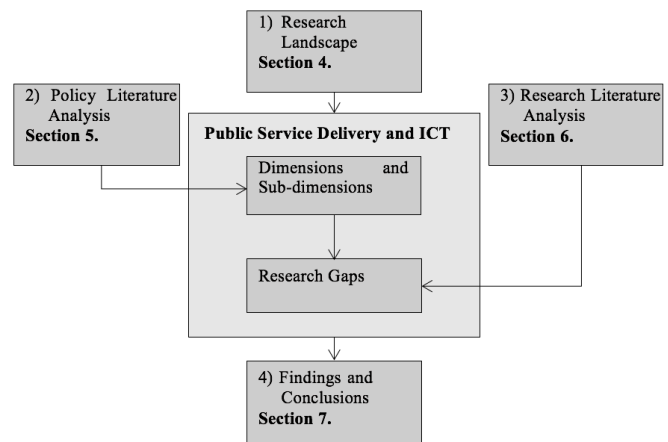 1) Research
Landscape
Section 4.
2) Policy Literature
Analysis
Section 5.
3) Research Literature
Analysis
Section 6.
Public Service Delivery and ICT
Dimensions and
Sub-dimensions
Research Gaps
4) Findings and
Conclusions
Section 7.